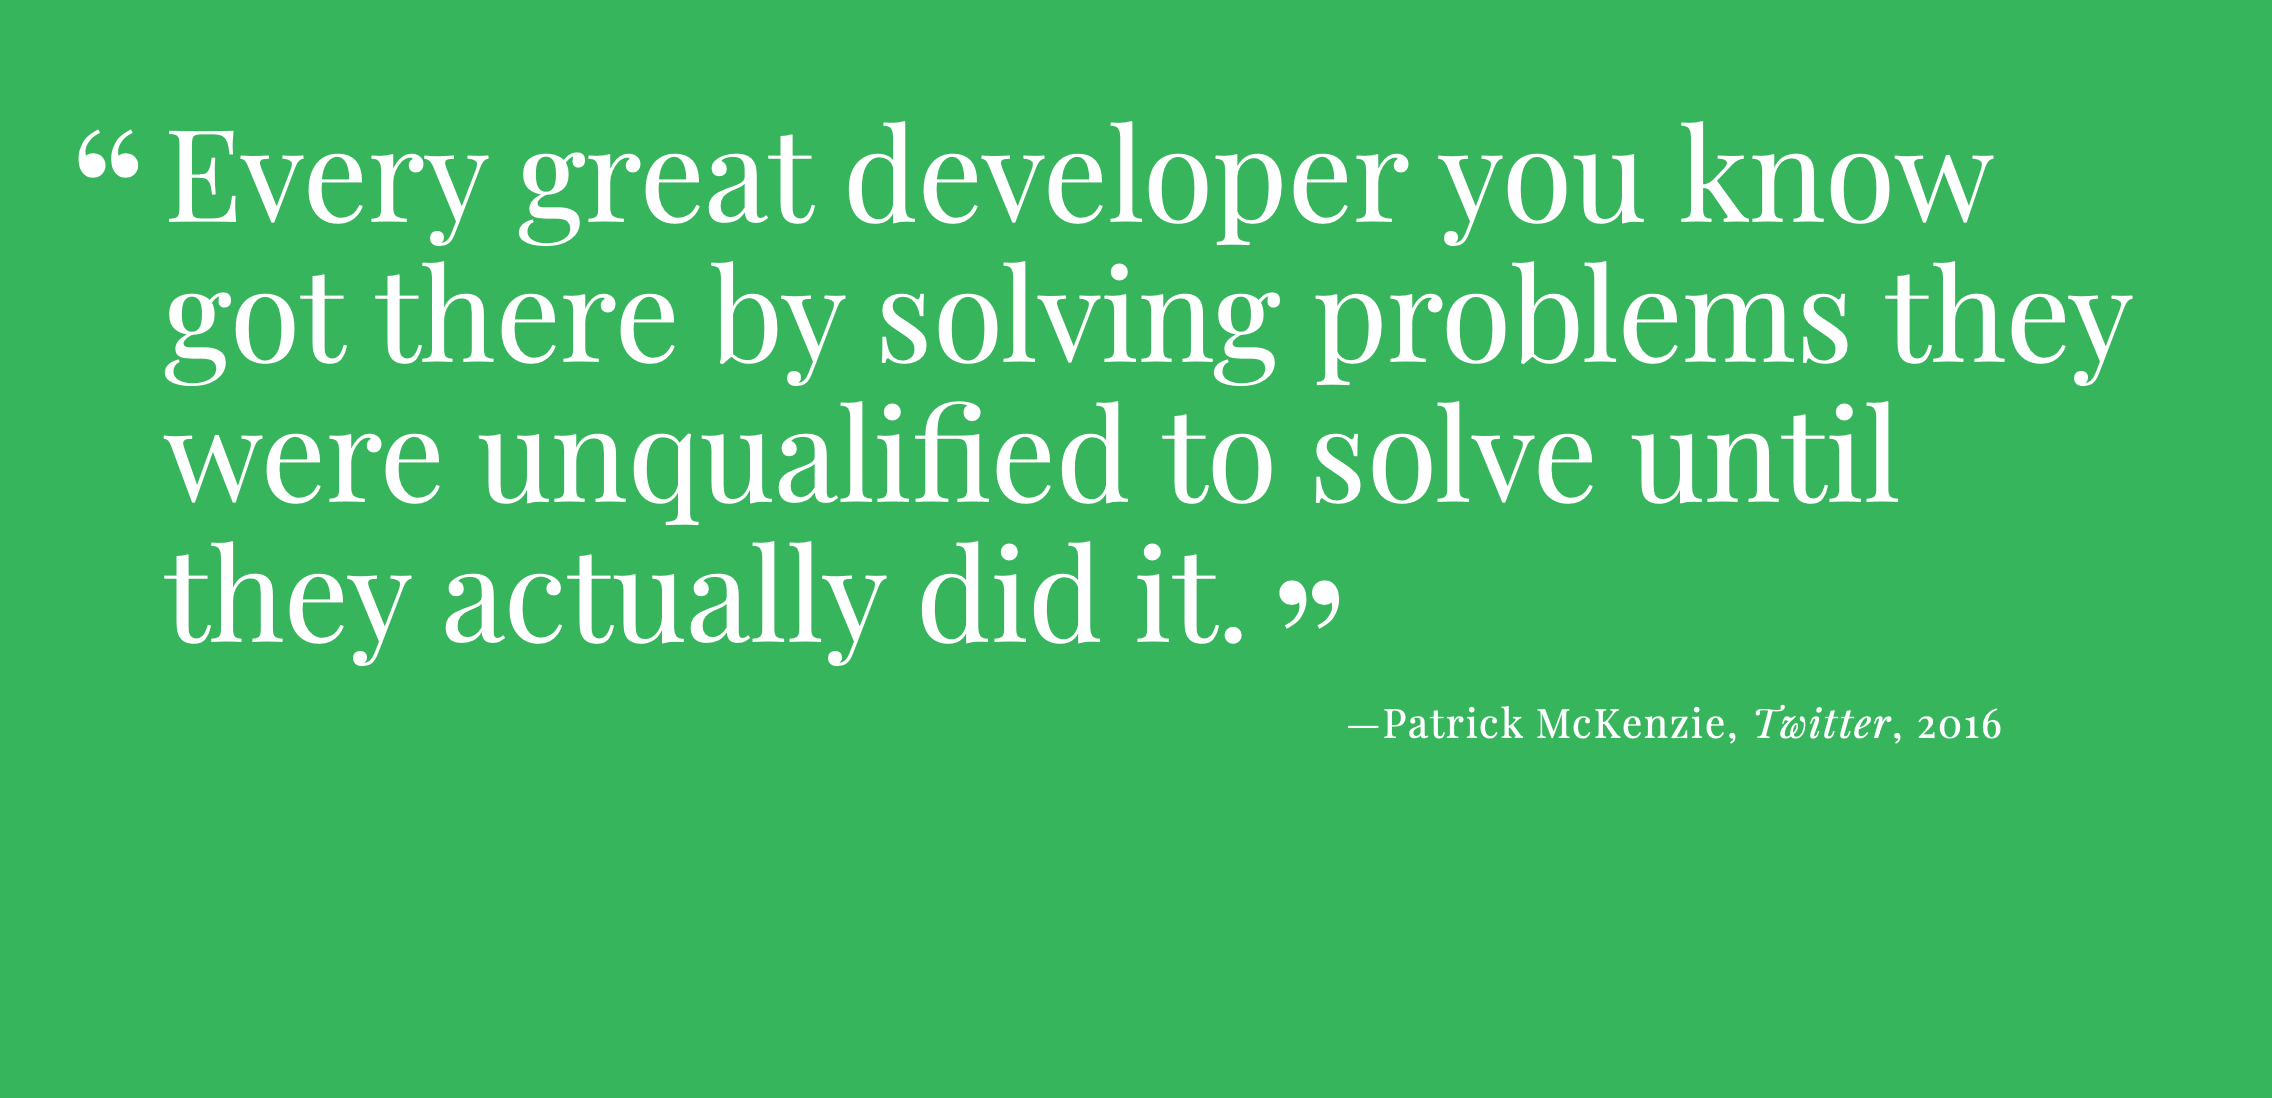 “Every great developer you know
got there by solving problems they
were unqualified to solve until
they actually did it.”
—Patrick McKenzie, Twitter, 2016